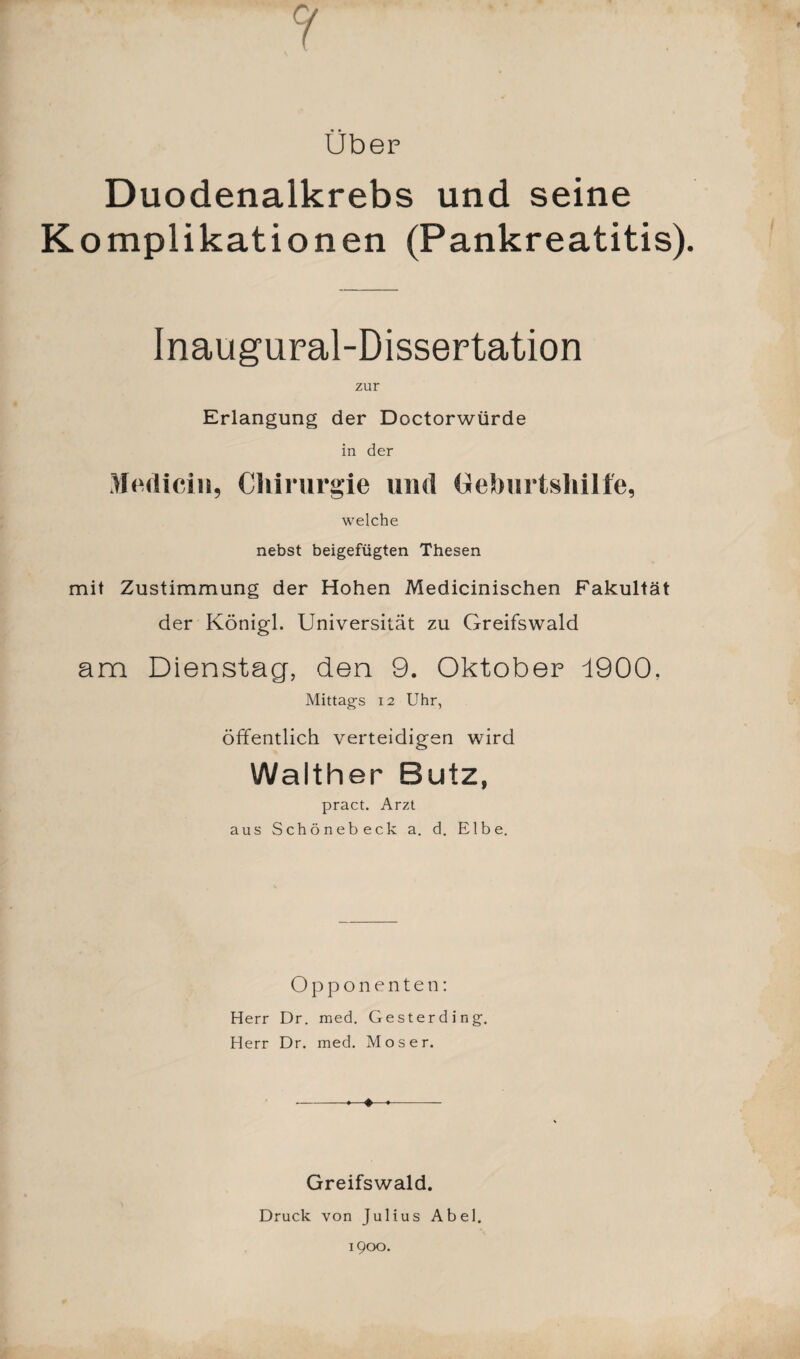 Über
Duodenalkrebs und seine
Komplikationen (Pankreatitis).
Inaugural-Dissertation
zur
Erlangung der Doctorwürde
in der
Medicin, Chirurgie und Geburtshilfe,
welche
nebst beigefügten Thesen
mit Zustimmung der Hohen Medicinischen Fakultät
der Königl. Universität zu Greifswald
am Dienstag, den 9. Oktober 1900,
Mittags 12 Uhr,
öffentlich verteidigen wird
Walther Butz,
pract. Arzt
aus Schönebeck a. d. Elbe.
Opponenten:
Herr Dr. med. Gesterding.
Herr Dr. med. Moser.
Greifswald.
Druck von Julius Abel.
1900.